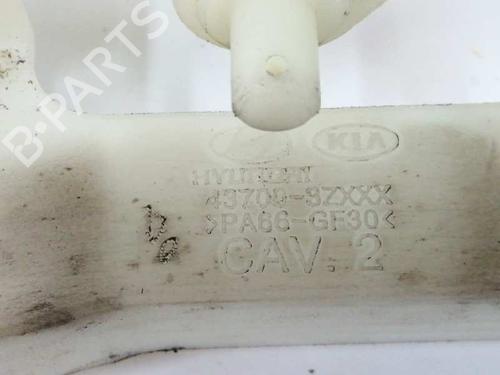 KIA
HYUNDAI
43700-3ZXXX
>PA66-GF30<
CAV. 2
B-PARTS